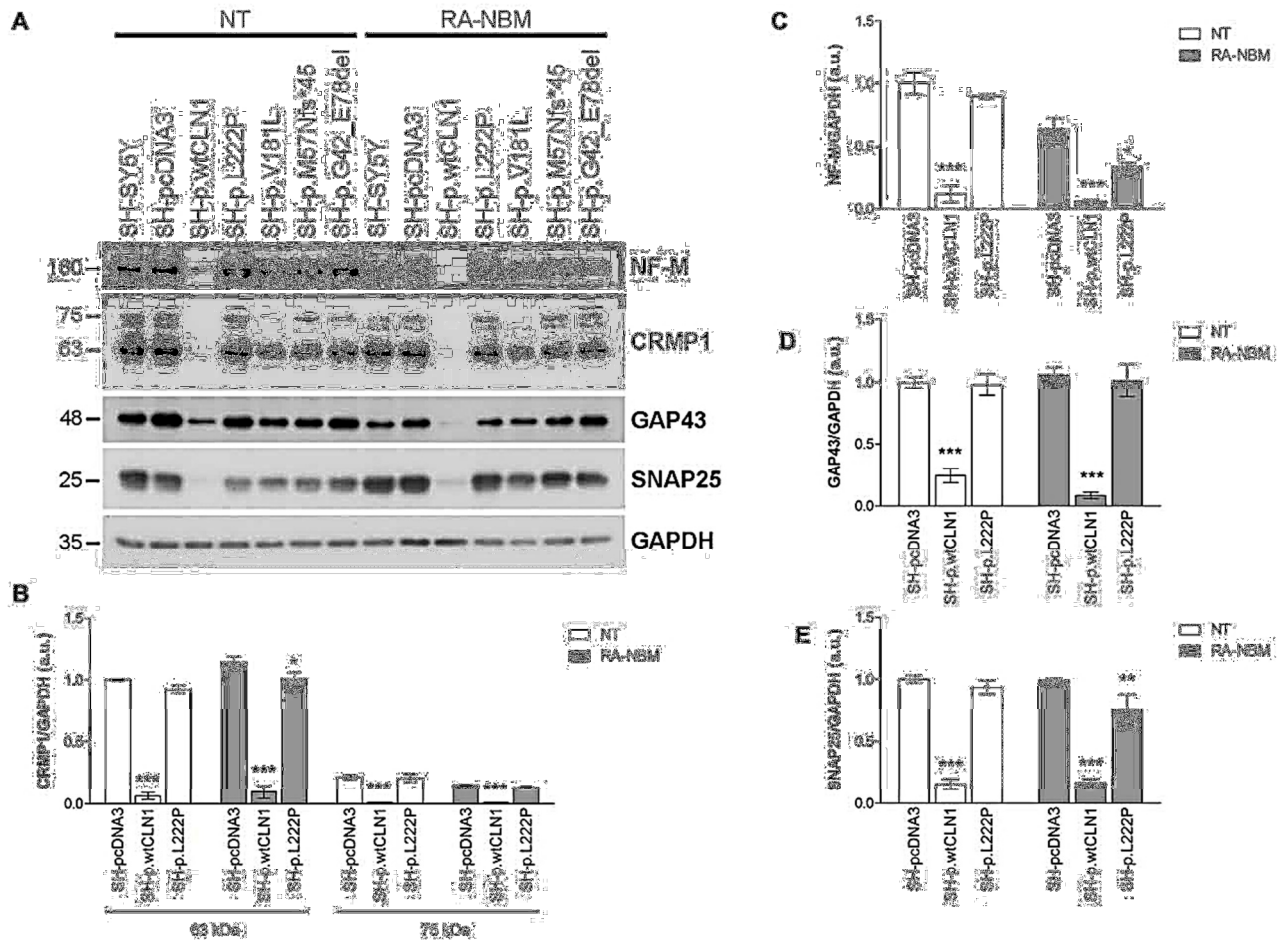 A
NT
RA-NBM
SH-SY5Y
SH-pcDNA3
SH-p.wtCLN1
SH-p.L222P
SH-p.V181L
SH-p.M57Nfs*45
SH-p.G42_E78del
SH-SY5Y
SH-pcDNA3
SH-p.wtCLN1
SH-p.L222P
SH-p.V181L
SH-p.M57Nfs*45
SH-p.G42_E78del
160
NF-M
75
63
CRMP1
48
GAP43
25
SNAP25
35
GAPDH
B
CRMP1/GAPDH (a.u.)
1.5
1.0
0.5
0.0
***
***
*
***
***
NT
RA-NBM
SH-pcDNA3
SH-p.wtCLN1
SH-p.L222P
SH-pcDNA3
SH-p.wtCLN1
SH-p.L222P
SH-pcDNA3
SH-p.wtCLN1
SH-p.L222P
SH-pcDNA3
SH-p.wtCLN1
SH-p.L222P
63 kDa
75 kDa
C
NF-M/GAPDH (a.u.)
1.5
1.0
0.5
0.0
***
***
NT
RA-NBM
SH-pcDNA3
SH-p.wtCLN1
SH-p.L222P
SH-pcDNA3
SH-p.wtCLN1
SH-p.L222P
D
GAP43/GAPDH (a.u.)
1.5
1.0
0.5
0.0
***
***
NT
RA-NBM
SH-pcDNA3
SH-p.wtCLN1
SH-p.L222P
SH-pcDNA3
SH-p.wtCLN1
SH-p.L222P
E
SNAP25/GAPDH (a.u.)
1.5
1.0
0.5
0.0
***
***
**
NT
RA-NBM
SH-pcDNA3
SH-p.wtCLN1
SH-p.L222P
SH-pcDNA3
SH-p.wtCLN1
SH-p.L222P